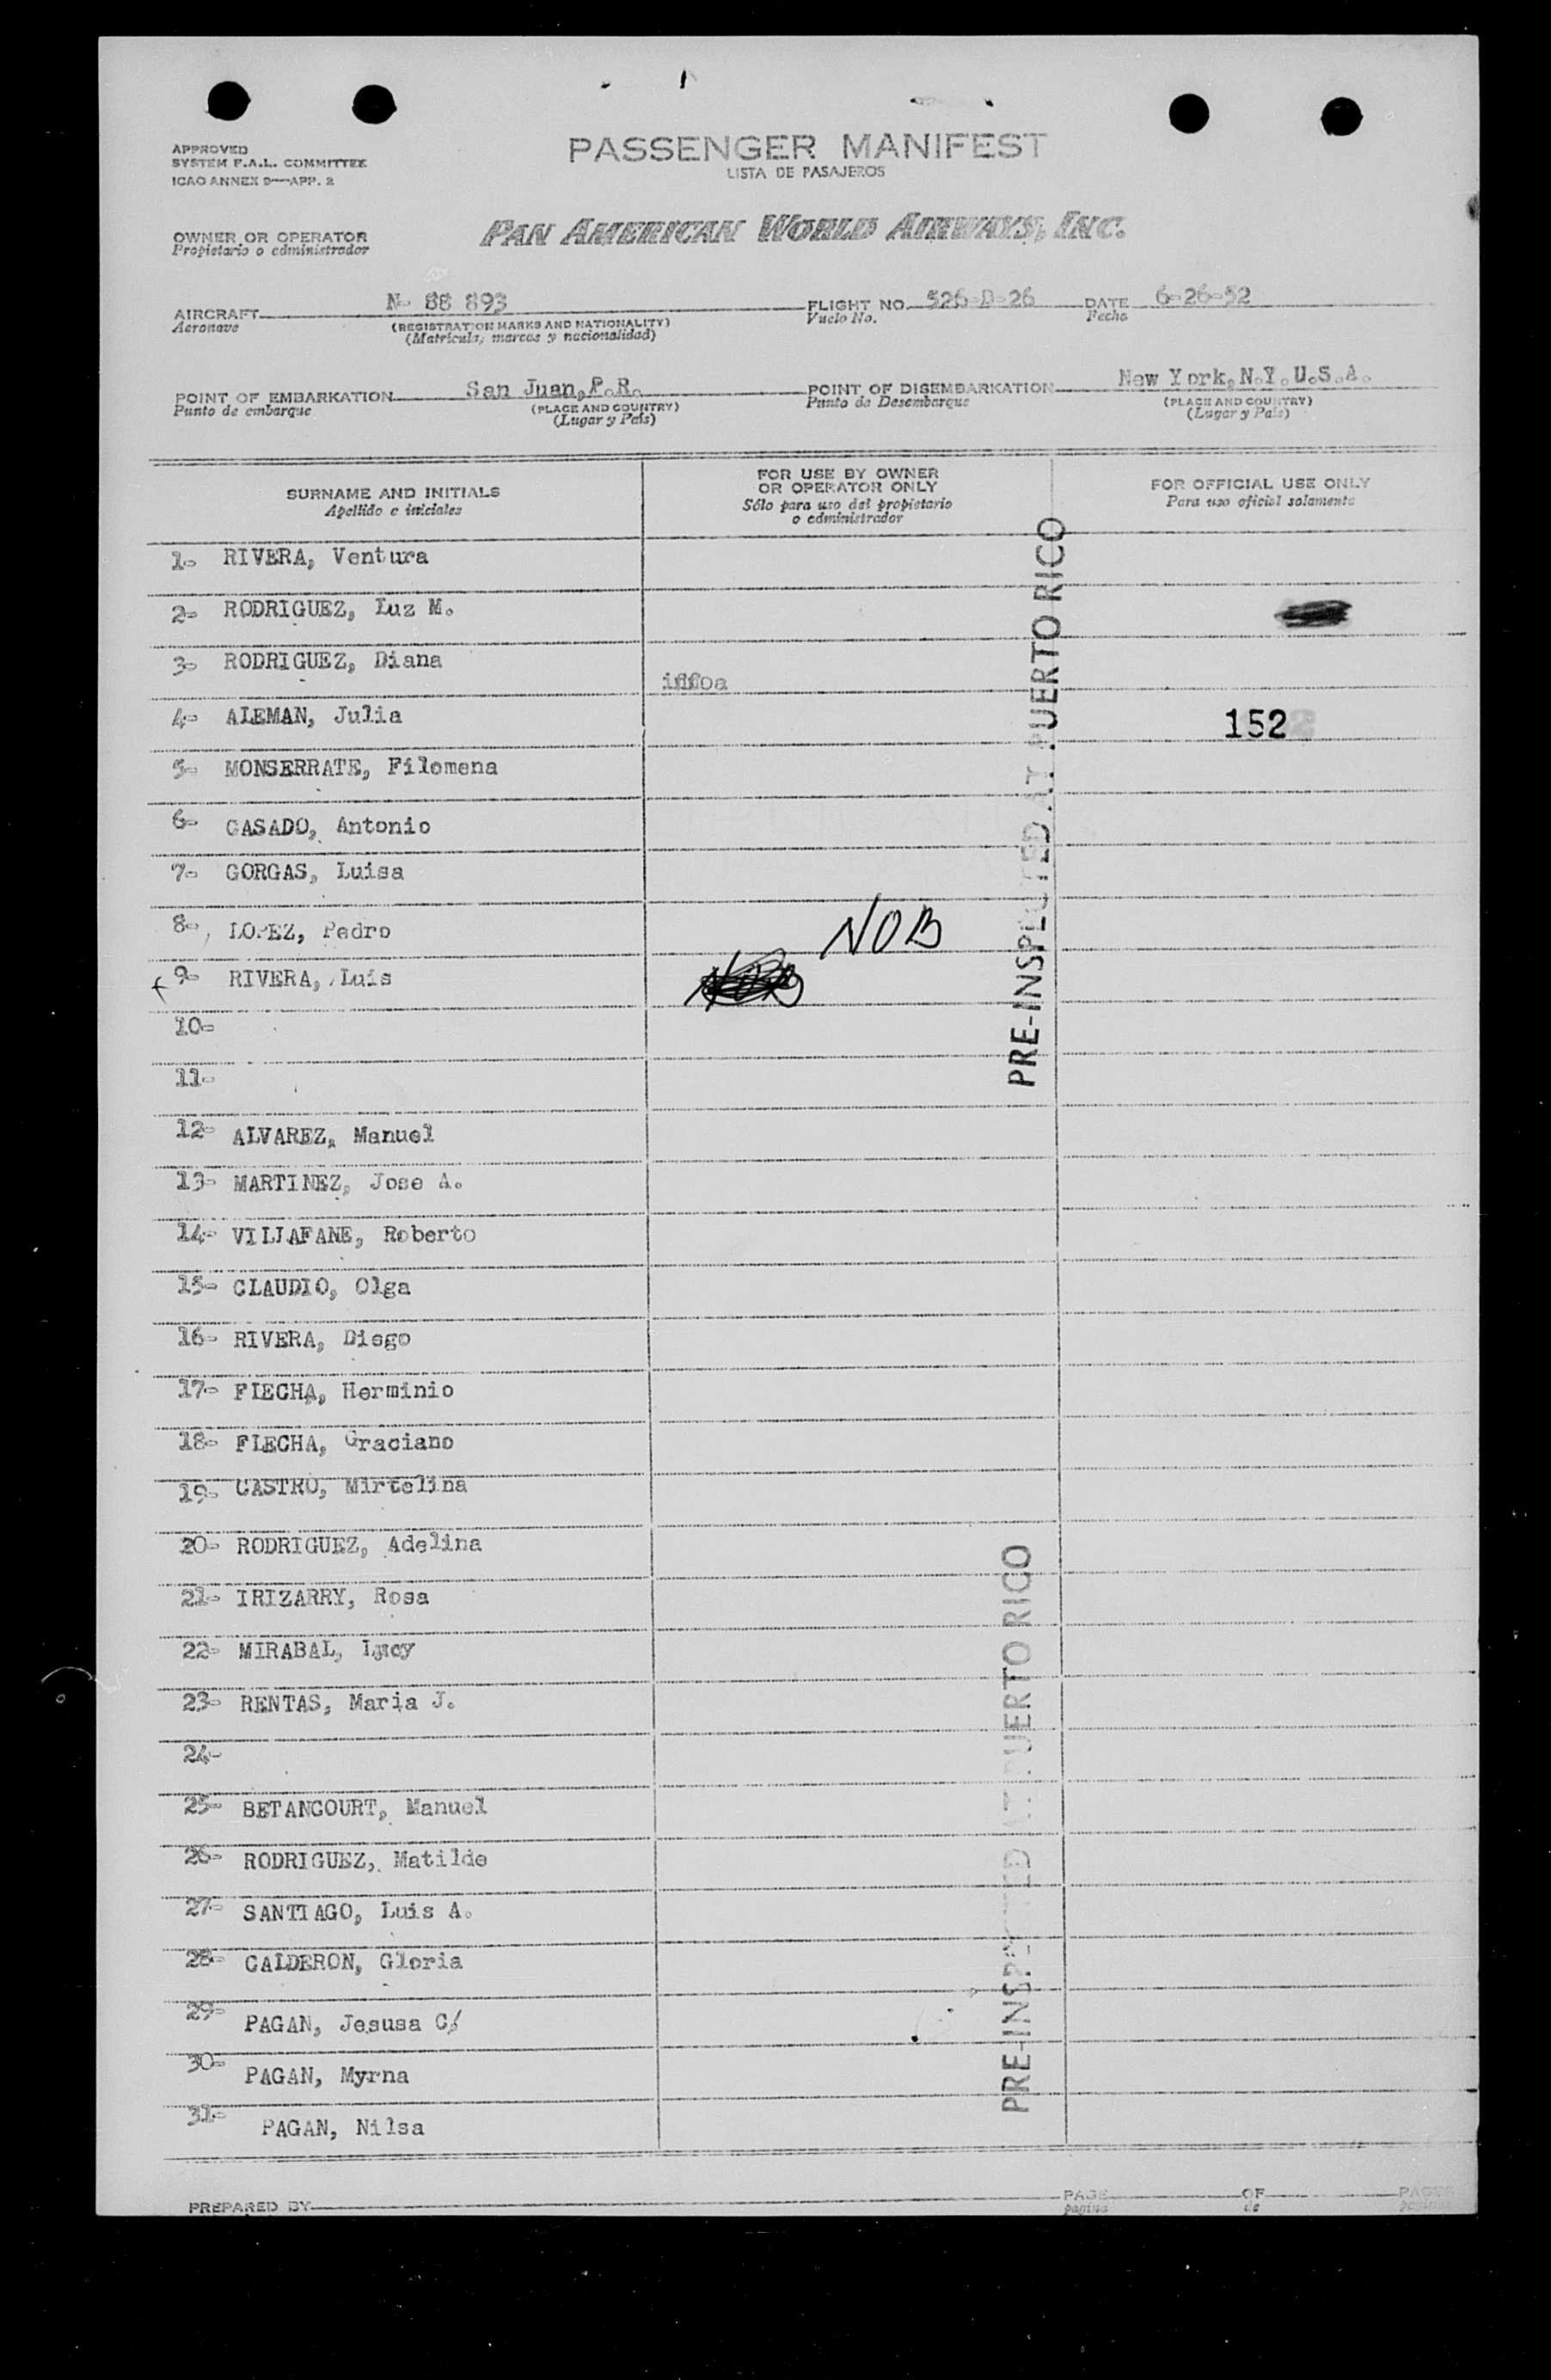 APPROVED
SYSTEM F.A.L. COMMITTEE
ICAO ANNEX 9—APP. 2
PASSENGER MANIFEST
LISTA DE PASAJEROS
OWNER OR OPERATOR
Propietario o administrador
PAN AMERICAN WORLD AIRWAYS, INC.
AIRCRAFT N- 88 893 FLIGHT NO. 526-D-26 DATE 6-26-52
Aeronave (REGISTRATION MARKS AND NATIONALITY) Vuelo No. Fecha
(Matricula, marcas y nacionalidad)
POINT OF EMBARKATION San Juan, P.R. POINT OF DISEMBARKATION New York, N.Y. U.S.A.
Punto de embarque (PLACE AND COUNTRY) Punto de Desembarque (PLACE AND COUNTRY)
(Lugar y País) (Lugar y País)
SURNAME AND INITIALS FOR USE BY OWNER OR OPERATOR ONLY FOR OFFICIAL USE ONLY
Apellido e iniciales Sólo para uso del propietario o administrador Para uso oficial solamente
1- RIVERA, Ventura
2- RODRIGUEZ, Luz M.
3- RODRIGUEZ, Diana
4- ALEMAN, Julia 152
5- MONSERRATE, Filomena
6- CASADO, Antonio
7- GORGAS, Luisa
8- LOPEZ, Pedro NOB
9- RIVERA, Luis
10-
11-
PRE-INSPECTED AT PUERTO RICO
12- ALVAREZ, Manuel
13- MARTINEZ, Jose A.
14- VILLAFANE, Roberto
15- CLAUDIO, Olga
16- RIVERA, Diego
17- FLECHA, Herminio
18- FLECHA, Graciano
19- CASTRO, Mirtelina
20- RODRIGUEZ, Adelina
21- IRIZARRY, Rosa
22- MIRABAL, Lucy
23- RENTAS, Maria J.
24-
25- BETANCOURT, Manuel
26- RODRIGUEZ, Matilde
27- SANTIAGO, Luis A.
28- CALDERON, Gloria
29- PAGAN, Jesusa C/
30- PAGAN, Myrna
31- PAGAN, Nilsa
PRE-INSPECTED AT PUERTO RICO
PREPARED BY PAGE OF PAGES
pagina de paginas